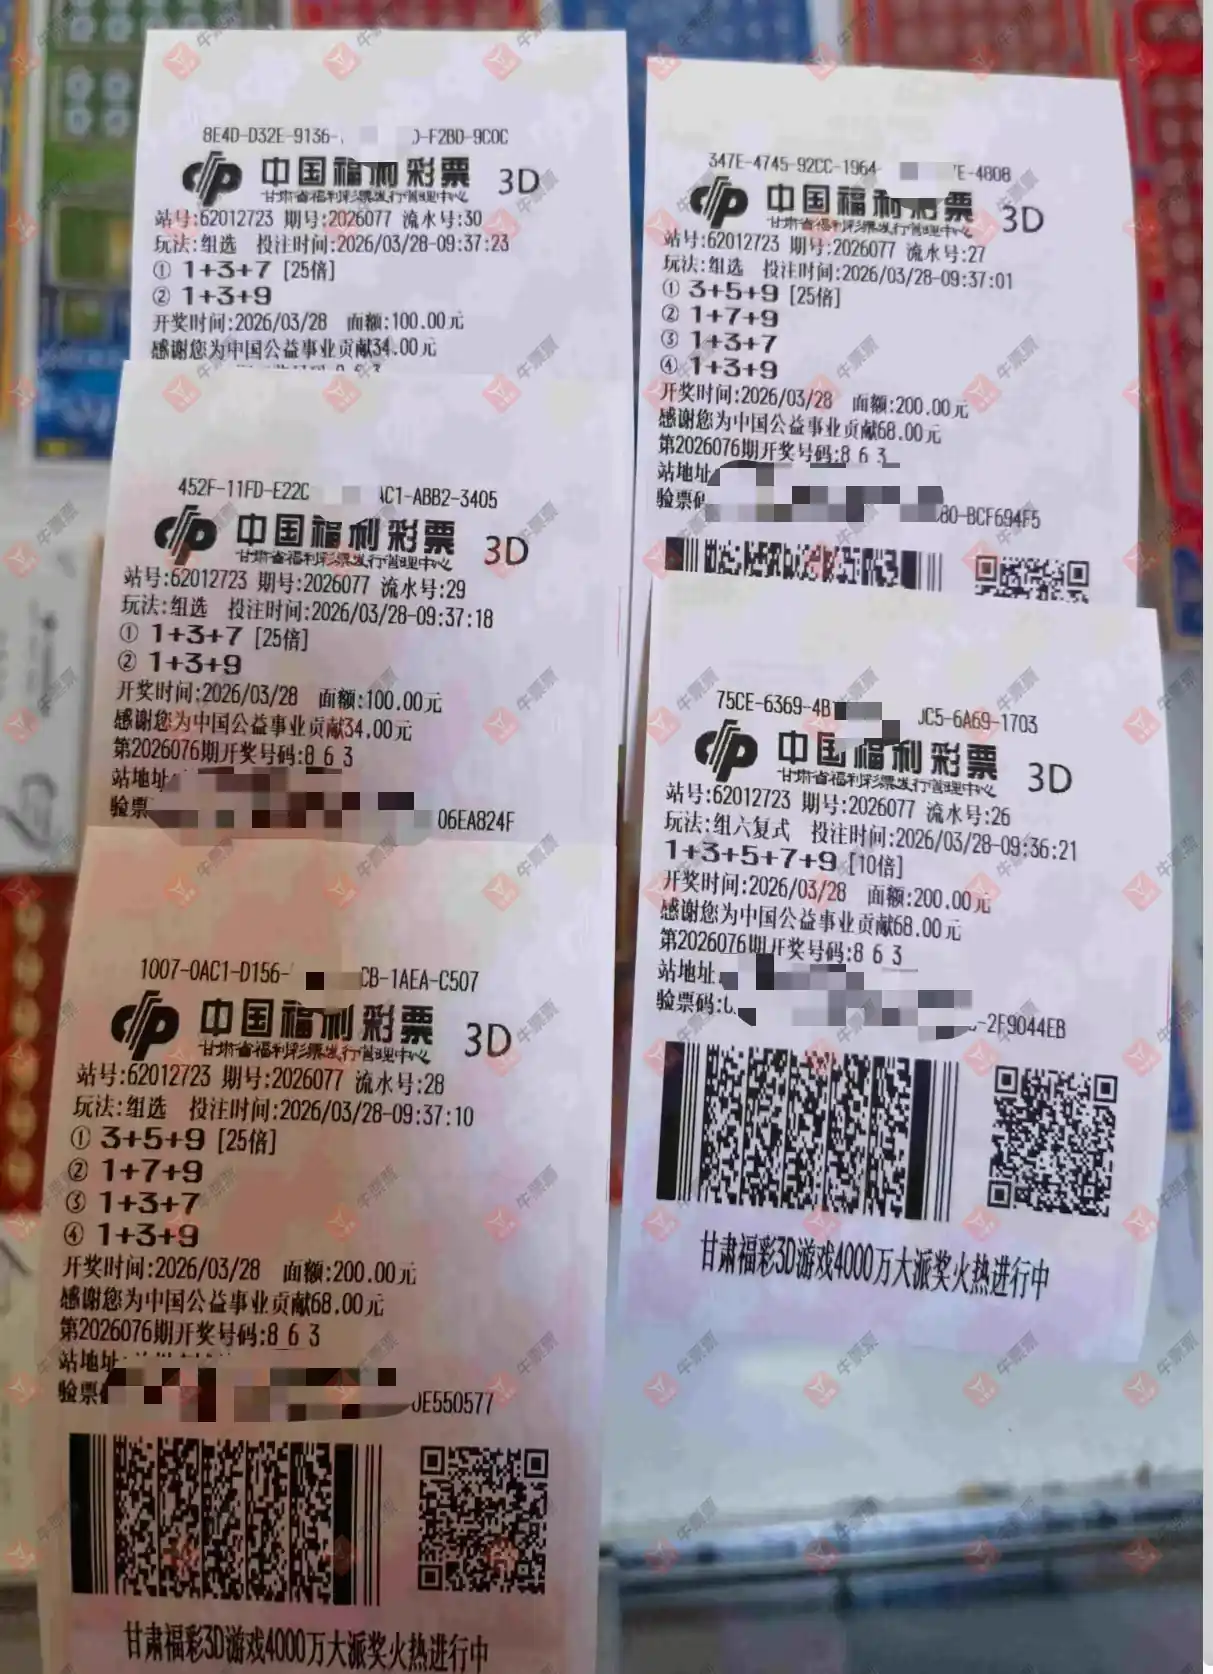 8E4D-D32E-9136-
D-F2BD-9C0C
中国福利彩票 3D
甘肃省福利彩票发行管理中心
站号:62012723 期号:2026077 流水号:30
玩法:组选 投注时间:2026/03/28-09:37:23
① 1+3+7 [25倍]
② 1+3+9
开奖时间:2026/03/28 面额:100.00元
感谢您为中国公益事业贡献34.00元
452F-11FD-E22C
AC1-ABB2-3405
中国福利彩票 3D
甘肃省福利彩票发行管理中心
站号:62012723 期号:2026077 流水号:29
玩法:组选 投注时间:2026/03/28-09:37:18
① 1+3+7 [25倍]
② 1+3+9
开奖时间:2026/03/28 面额:100.00元
感谢您为中国公益事业贡献34.00元
第2026076期开奖号码:8 6 3
站地址
验票
06EA824F
1007-0AC1-D156-
CB-1AEA-C507
中国福利彩票 3D
甘肃省福利彩票发行管理中心
站号:62012723 期号:2026077 流水号:28
玩法:组选 投注时间:2026/03/28-09:37:10
① 3+5+9 [25倍]
② 1+7+9
③ 1+3+7
④ 1+3+9
开奖时间:2026/03/28 面额:200.00元
感谢您为中国公益事业贡献68.00元
第2026076期开奖号码:8 6 3
站地址:
验票
0E550577
甘肃福彩3D游戏4000万大派奖火热进行中
347E-4745-92CC-1964-
7E-4808
中国福利彩票 3D
甘肃省福利彩票发行管理中心
站号:62012723 期号:2026077 流水号:27
玩法:组选 投注时间:2026/03/28-09:37:01
① 3+5+9 [25倍]
② 1+7+9
③ 1+3+7
④ 1+3+9
开奖时间:2026/03/28 面额:200.00元
感谢您为中国公益事业贡献68.00元
第2026076期开奖号码:8 6 3
站地址
验票码
80-BCF694F5
75CE-6369-4B
JC5-6A69-1703
中国福利彩票 3D
甘肃省福利彩票发行管理中心
站号:62012723 期号:2026077 流水号:26
玩法:组六复式 投注时间:2026/03/28-09:36:21
1+3+5+7+9 [10倍]
开奖时间:2026/03/28 面额:200.00元
感谢您为中国公益事业贡献68.00元
第2026076期开奖号码:8 6 3
站地址
验票码:
-2F9044EB
甘肃福彩3D游戏4000万大派奖火热进行中
牛票票